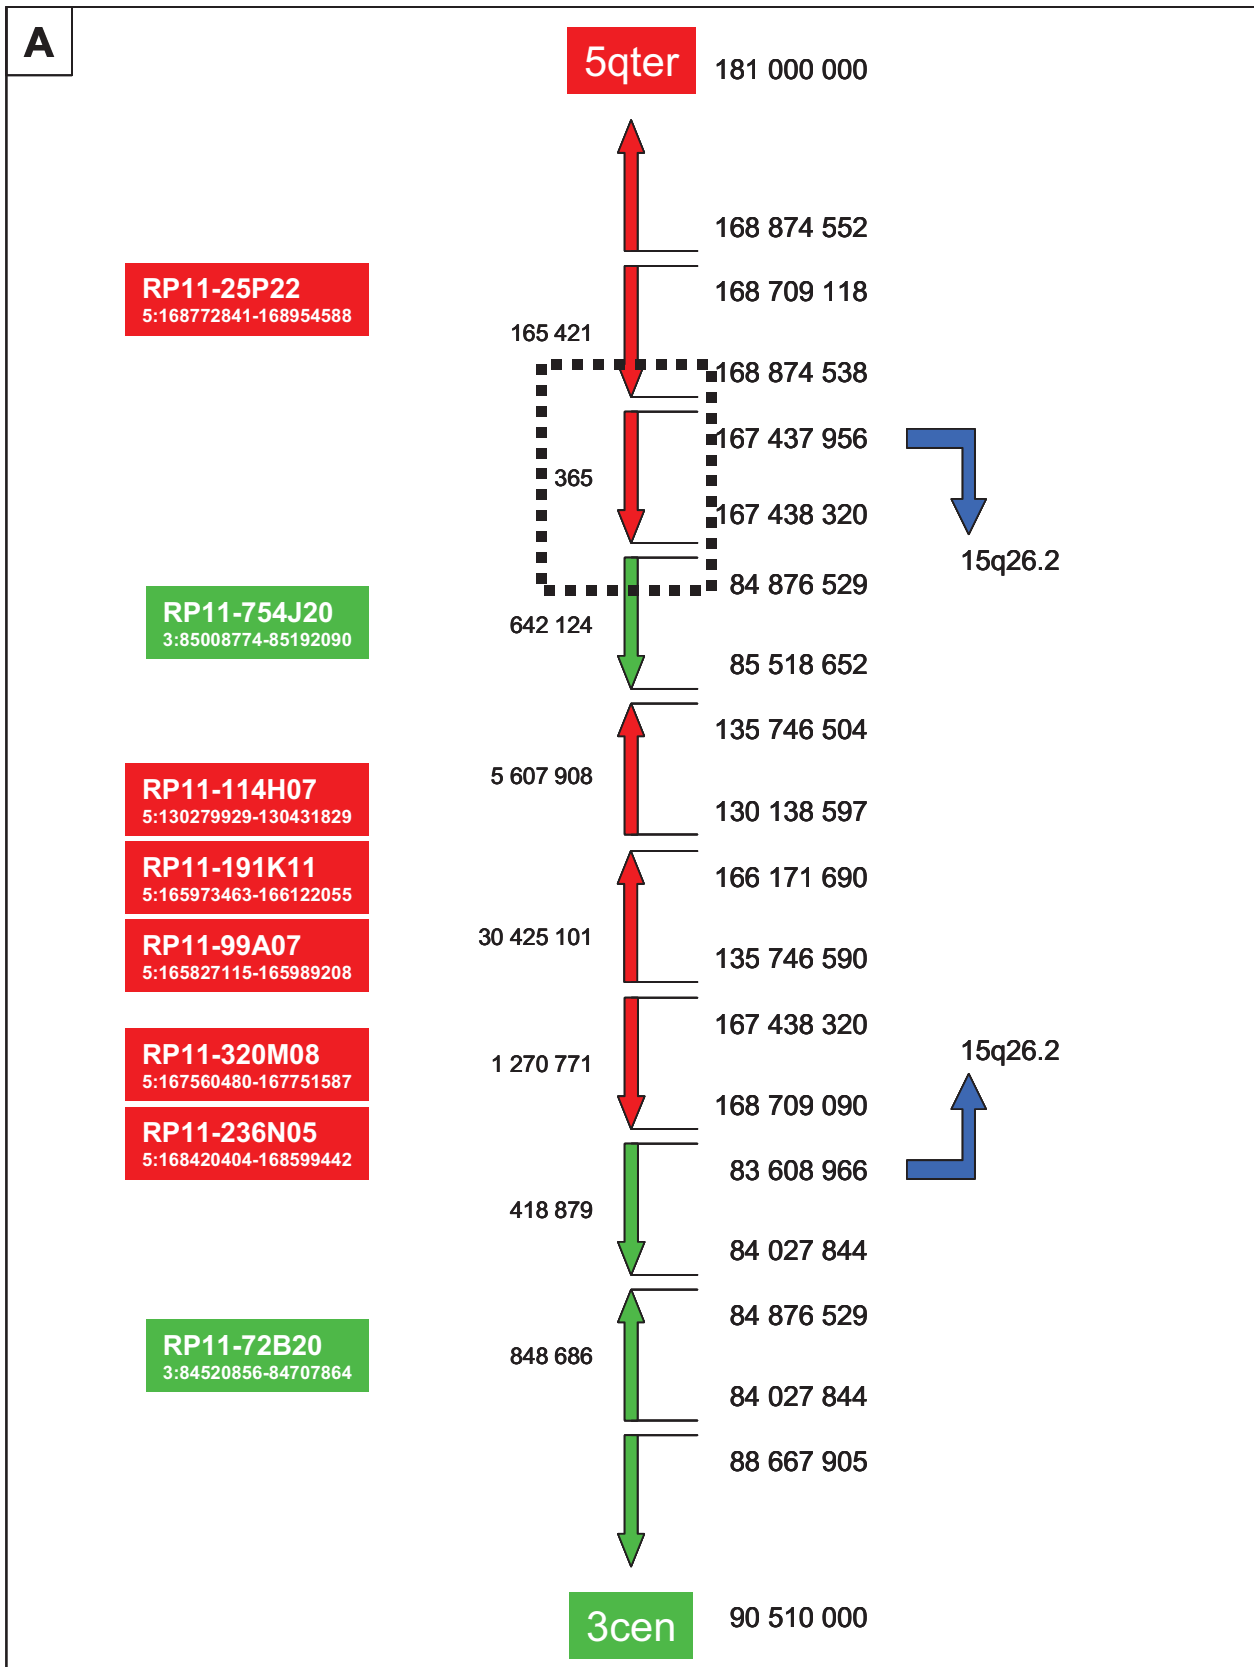 A
5qter
181 000 000
168 874 552
RP11-25P22
5:168772841-168954588
168 709 118
165 421
168 874 538
167 437 956
365
167 438 320
15q26.2
84 876 529
RP11-754J20
3:85008774-85192090
642 124
85 518 652
135 746 504
5 607 908
RP11-114H07
5:130279929-130431829
130 138 597
RP11-191K11
5:165973463-166122055
166 171 690
30 425 101
RP11-99A07
5:165827115-165989208
135 746 590
167 438 320
15q26.2
RP11-320M08
5:167560480-167751587
1 270 771
168 709 090
RP11-236N05
5:168420404-168599442
83 608 966
418 879
84 027 844
84 876 529
RP11-72B20
3:84520856-84707864
848 686
84 027 844
88 667 905
3cen
90 510 000